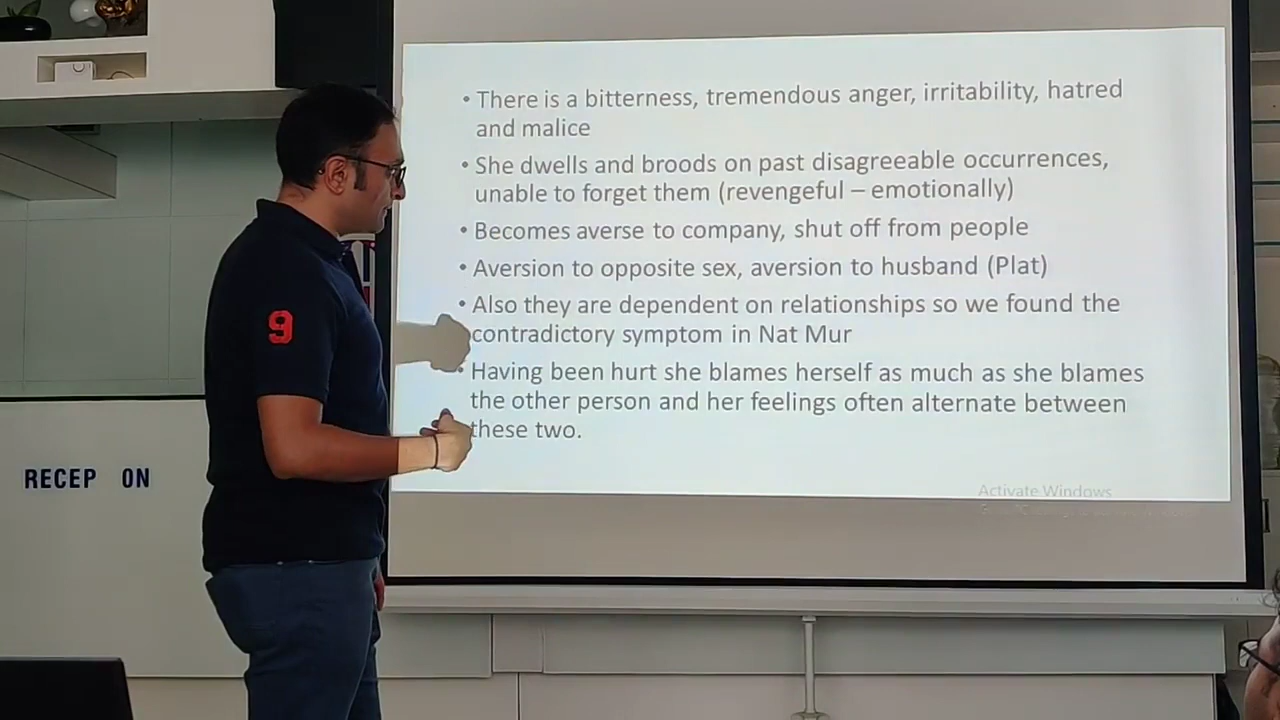 • There is a bitterness, tremendous anger, irritability, hatred
and malice
• She dwells and broods on past disagreeable occurrences,
unable to forget them (revengeful – emotionally)
• Becomes averse to company, shut off from people
• Aversion to opposite sex, aversion to husband (Plat)
• Also they are dependent on relationships so we found the
contradictory symptom in Nat Mur
• Having been hurt she blames herself as much as she blames
the other person and her feelings often alternate between
these two.
Activate Windows
9
RECEP ON